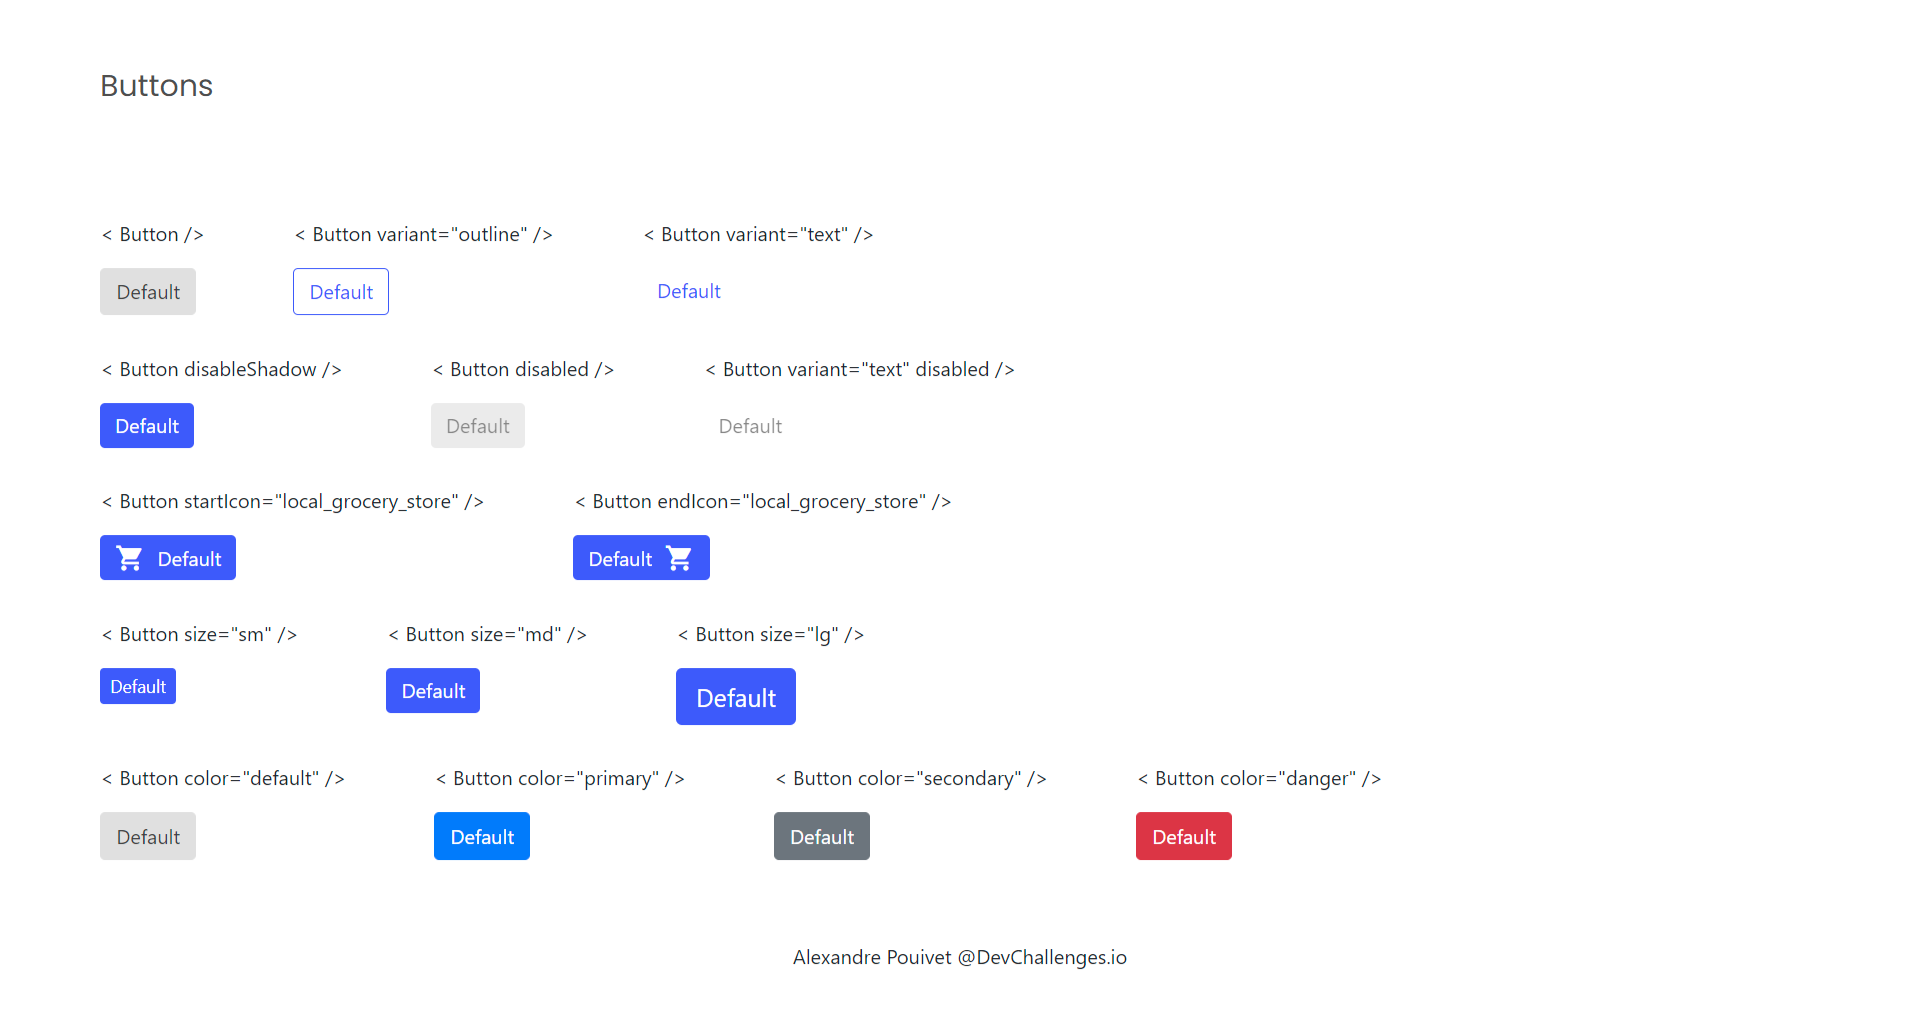 Buttons
< Button /> < Button variant="outline" /> < Button variant="text" />
Default Default Default
< Button disableShadow /> < Button disabled /> < Button variant="text" disabled />
Default Default Default
< Button startIcon="local_grocery_store" /> < Button endIcon="local_grocery_store" />
Default Default
< Button size="sm" /> < Button size="md" /> < Button size="lg" />
Default Default Default
< Button color="default" /> < Button color="primary" /> < Button color="secondary" /> < Button color="danger" />
Default Default Default Default
Alexandre Pouivet @DevChallenges.io